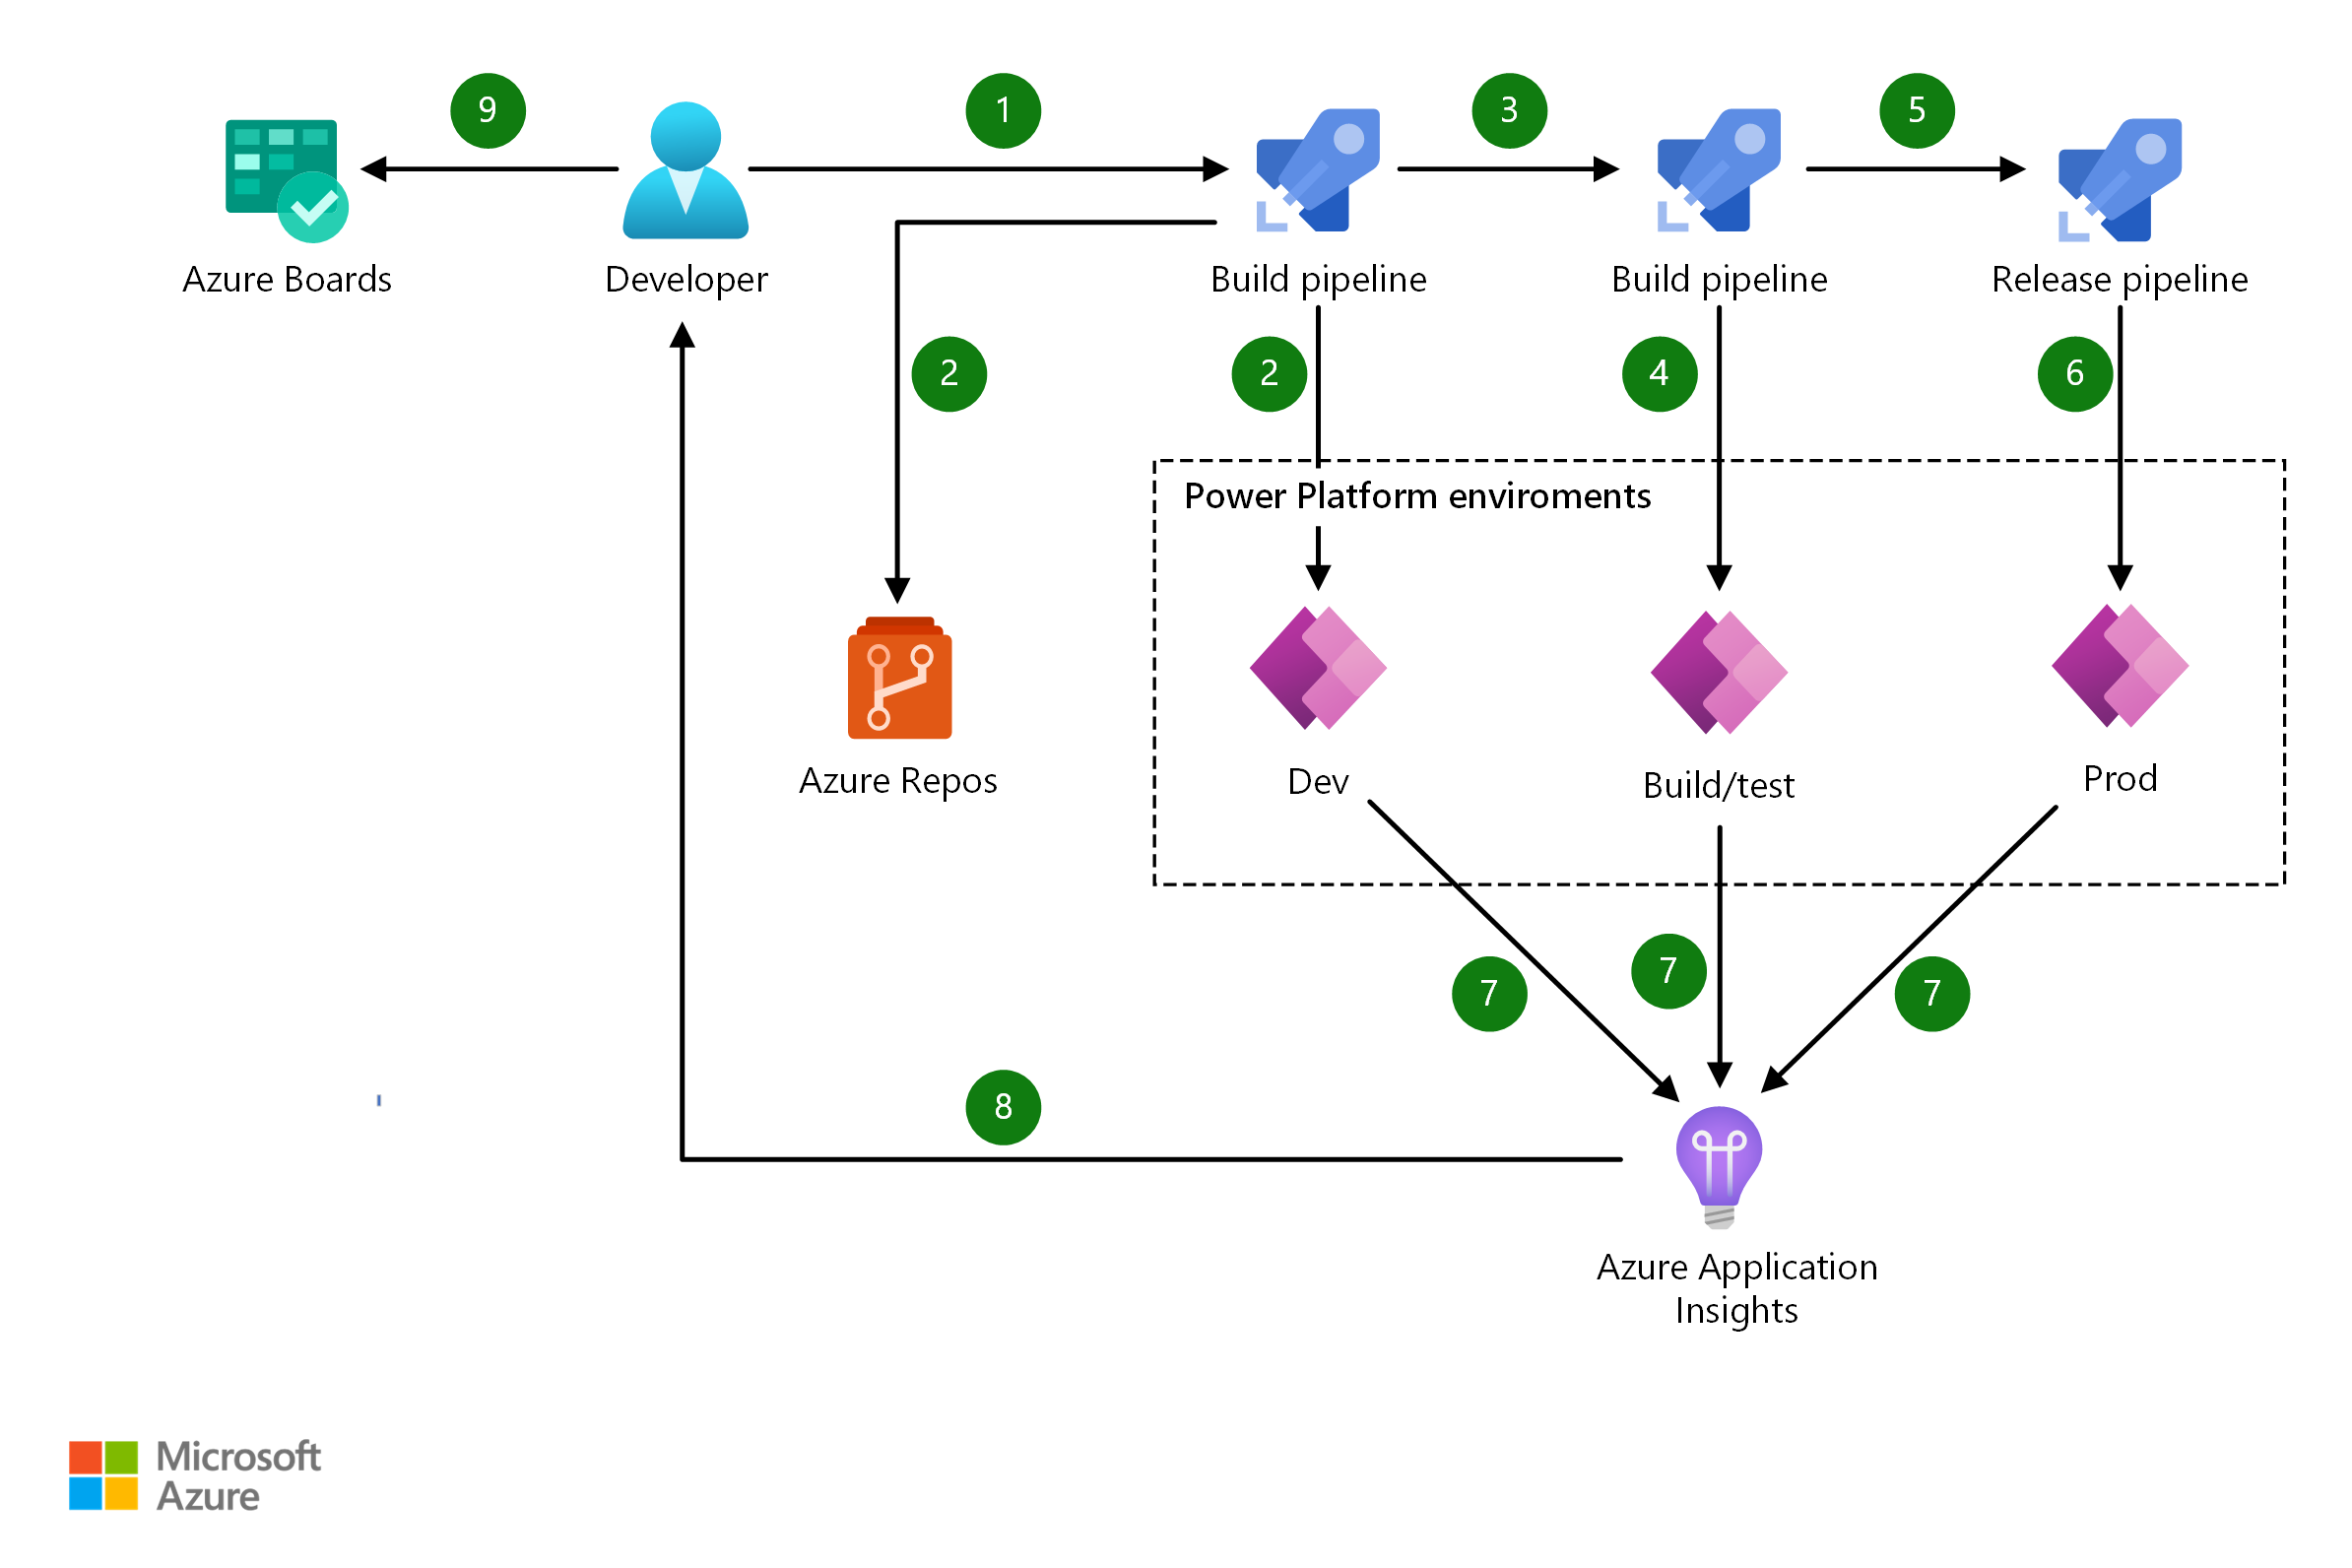 9
1
3
5
Azure Boards
Developer
Build pipeline
Build pipeline
Release pipeline
2
2
4
6
Power Platform enviroments
Azure Repos
Dev
Build/test
Prod
7
7
7
8
Azure Application
Insights
Microsoft
Azure